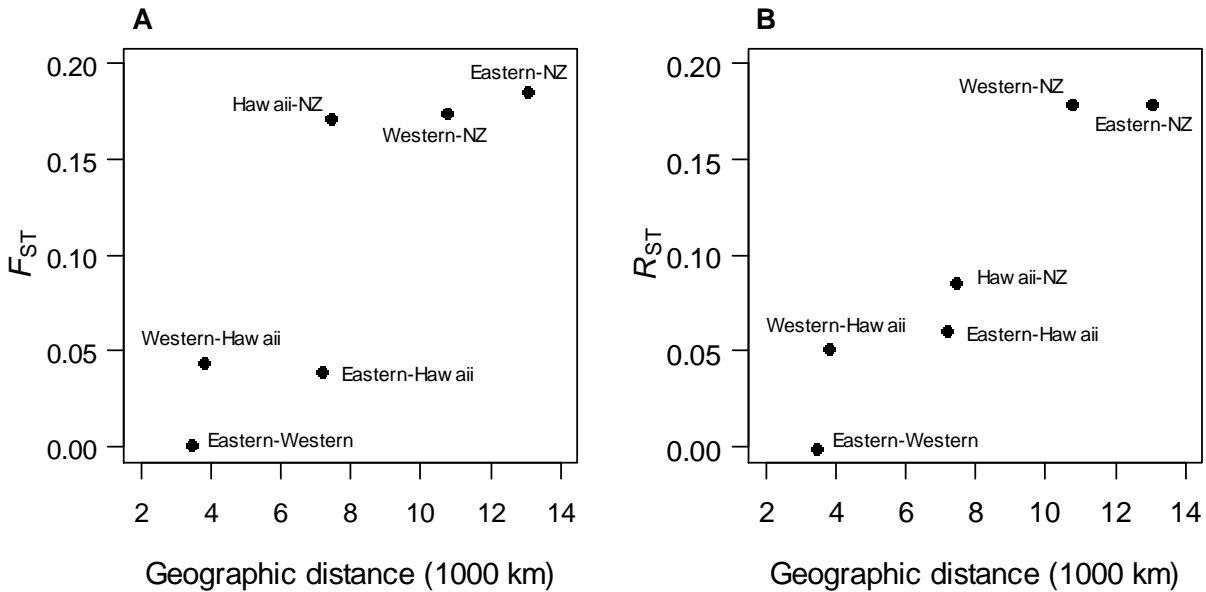 A
0.20
0.15
0.10
0.05
0.00
FST
Eastern-NZ
Haw aii-NZ
Western-NZ
Western-Haw aii
Eastern-Haw aii
Eastern-Western
2 4 6 8 10 12 14
Geographic distance (1000 km)
B
0.20
0.15
0.10
0.05
0.00
RST
Western-NZ
Eastern-NZ
Haw aii-NZ
Western-Haw aii
Eastern-Haw aii
Eastern-Western
2 4 6 8 10 12 14
Geographic distance (1000 km)